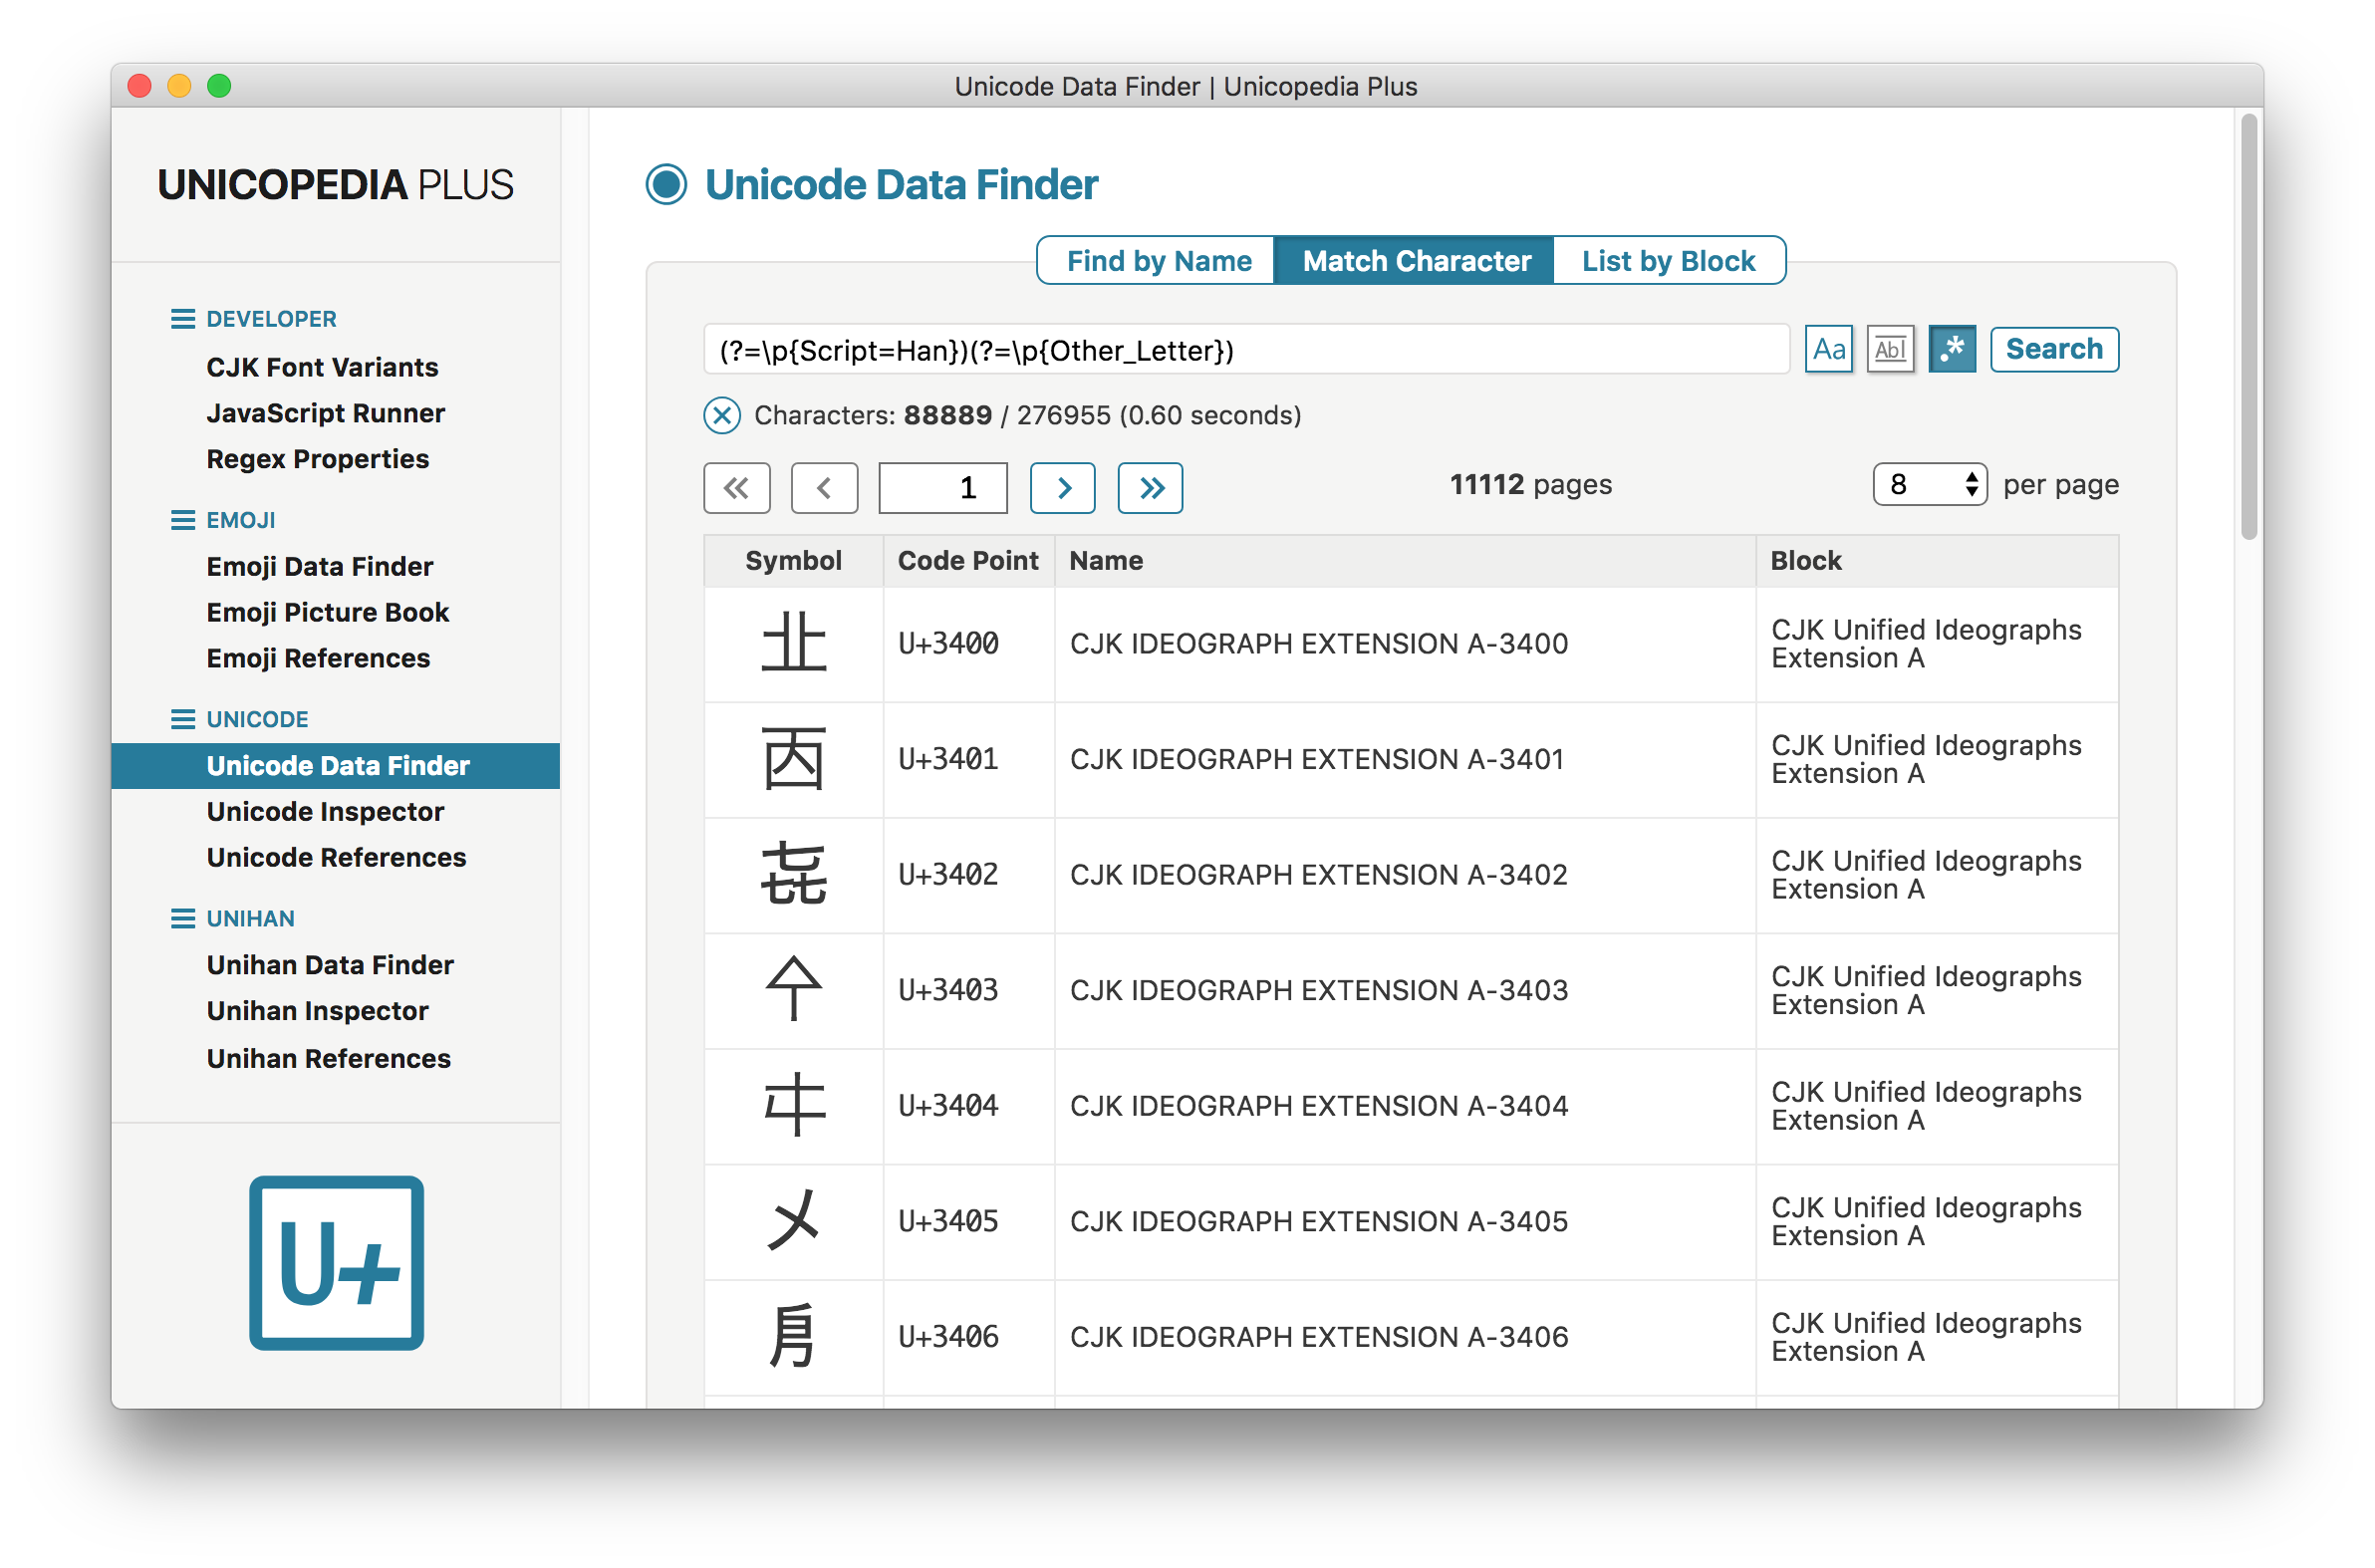 Unicode Data Finder | Unicopedia Plus
UNICOPEDIA PLUS
DEVELOPER
CJK Font Variants
JavaScript Runner
Regex Properties
EMOJI
Emoji Data Finder
Emoji Picture Book
Emoji References
UNICODE
Unicode Data Finder
Unicode Inspector
Unicode References
UNIHAN
Unihan Data Finder
Unihan Inspector
Unihan References
U+
Unicode Data Finder
Find by Name Match Character List by Block
(?=\p{Script=Han})(?=\p{Other_Letter}) Aa Abl .* Search
Characters: 88889 / 276955 (0.60 seconds)
« ‹ 1 › » 11112 pages 8 per page
Symbol Code Point Name Block
㐀 U+3400 CJK IDEOGRAPH EXTENSION A-3400 CJK Unified Ideographs
Extension A
㐁 U+3401 CJK IDEOGRAPH EXTENSION A-3401 CJK Unified Ideographs
Extension A
㐂 U+3402 CJK IDEOGRAPH EXTENSION A-3402 CJK Unified Ideographs
Extension A
㐃 U+3403 CJK IDEOGRAPH EXTENSION A-3403 CJK Unified Ideographs
Extension A
㐄 U+3404 CJK IDEOGRAPH EXTENSION A-3404 CJK Unified Ideographs
Extension A
㐅 U+3405 CJK IDEOGRAPH EXTENSION A-3405 CJK Unified Ideographs
Extension A
㐆 U+3406 CJK IDEOGRAPH EXTENSION A-3406 CJK Unified Ideographs
Extension A